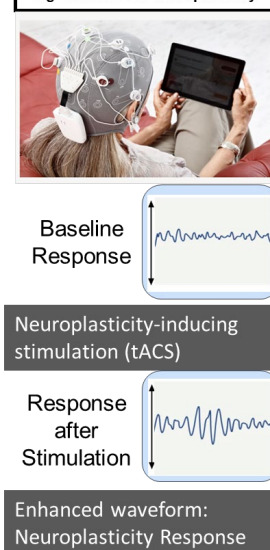 Baseline
Response
Neuroplasticity-inducing
stimulation (tACS)
Response
after
Stimulation
Enhanced waveform:
Neuroplasticity Response